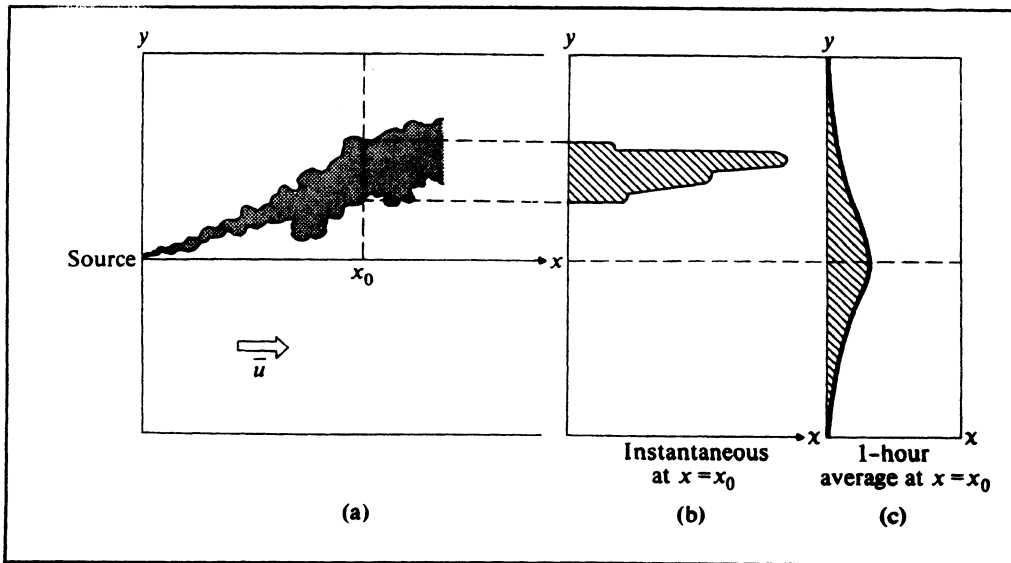 y
y
y
Source
x₀
x
u̅
χ
χ
Instantaneous
at x = x₀
1-hour
average at x = x₀
(a)
(b)
(c)